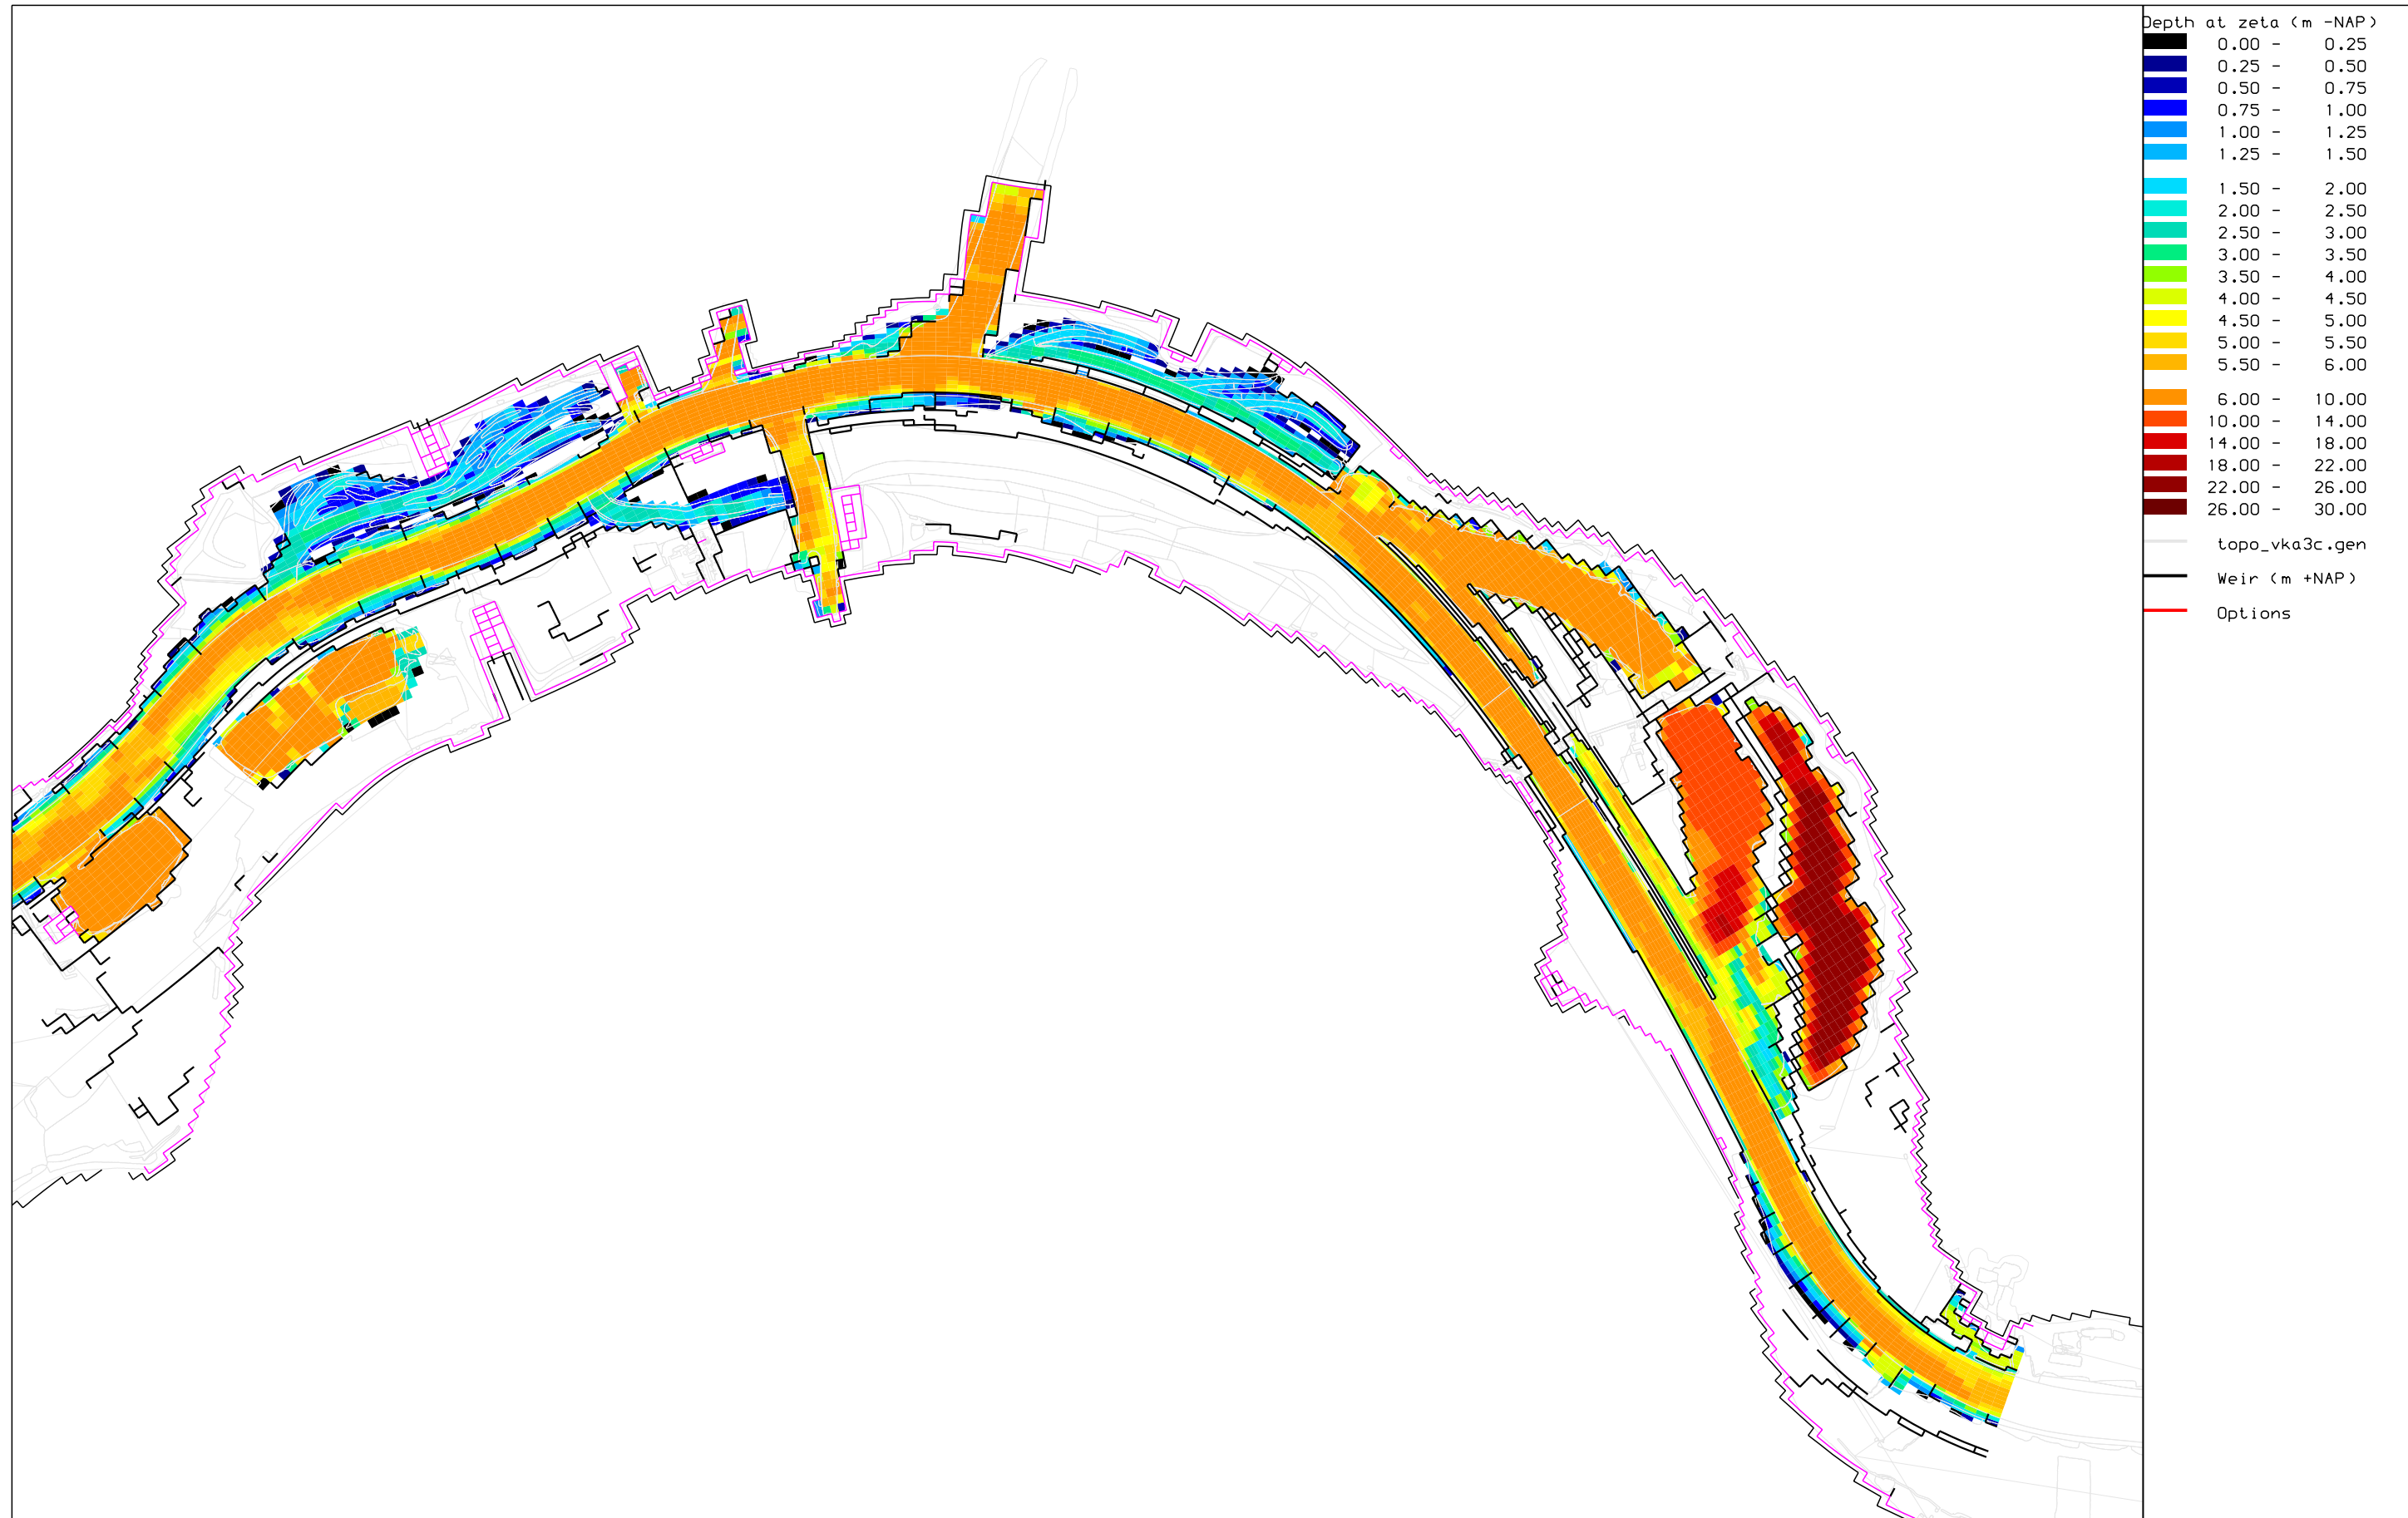 Depth at zeta (m -NAP)
0.00 - 0.25
0.25 - 0.50
0.50 - 0.75
0.75 - 1.00
1.00 - 1.25
1.25 - 1.50
1.50 - 2.00
2.00 - 2.50
2.50 - 3.00
3.00 - 3.50
3.50 - 4.00
4.00 - 4.50
4.50 - 5.00
5.00 - 5.50
5.50 - 6.00
6.00 - 10.00
10.00 - 14.00
14.00 - 18.00
18.00 - 22.00
22.00 - 26.00
26.00 - 30.00
topo_vka3c.gen
Weir (m +NAP)
Options